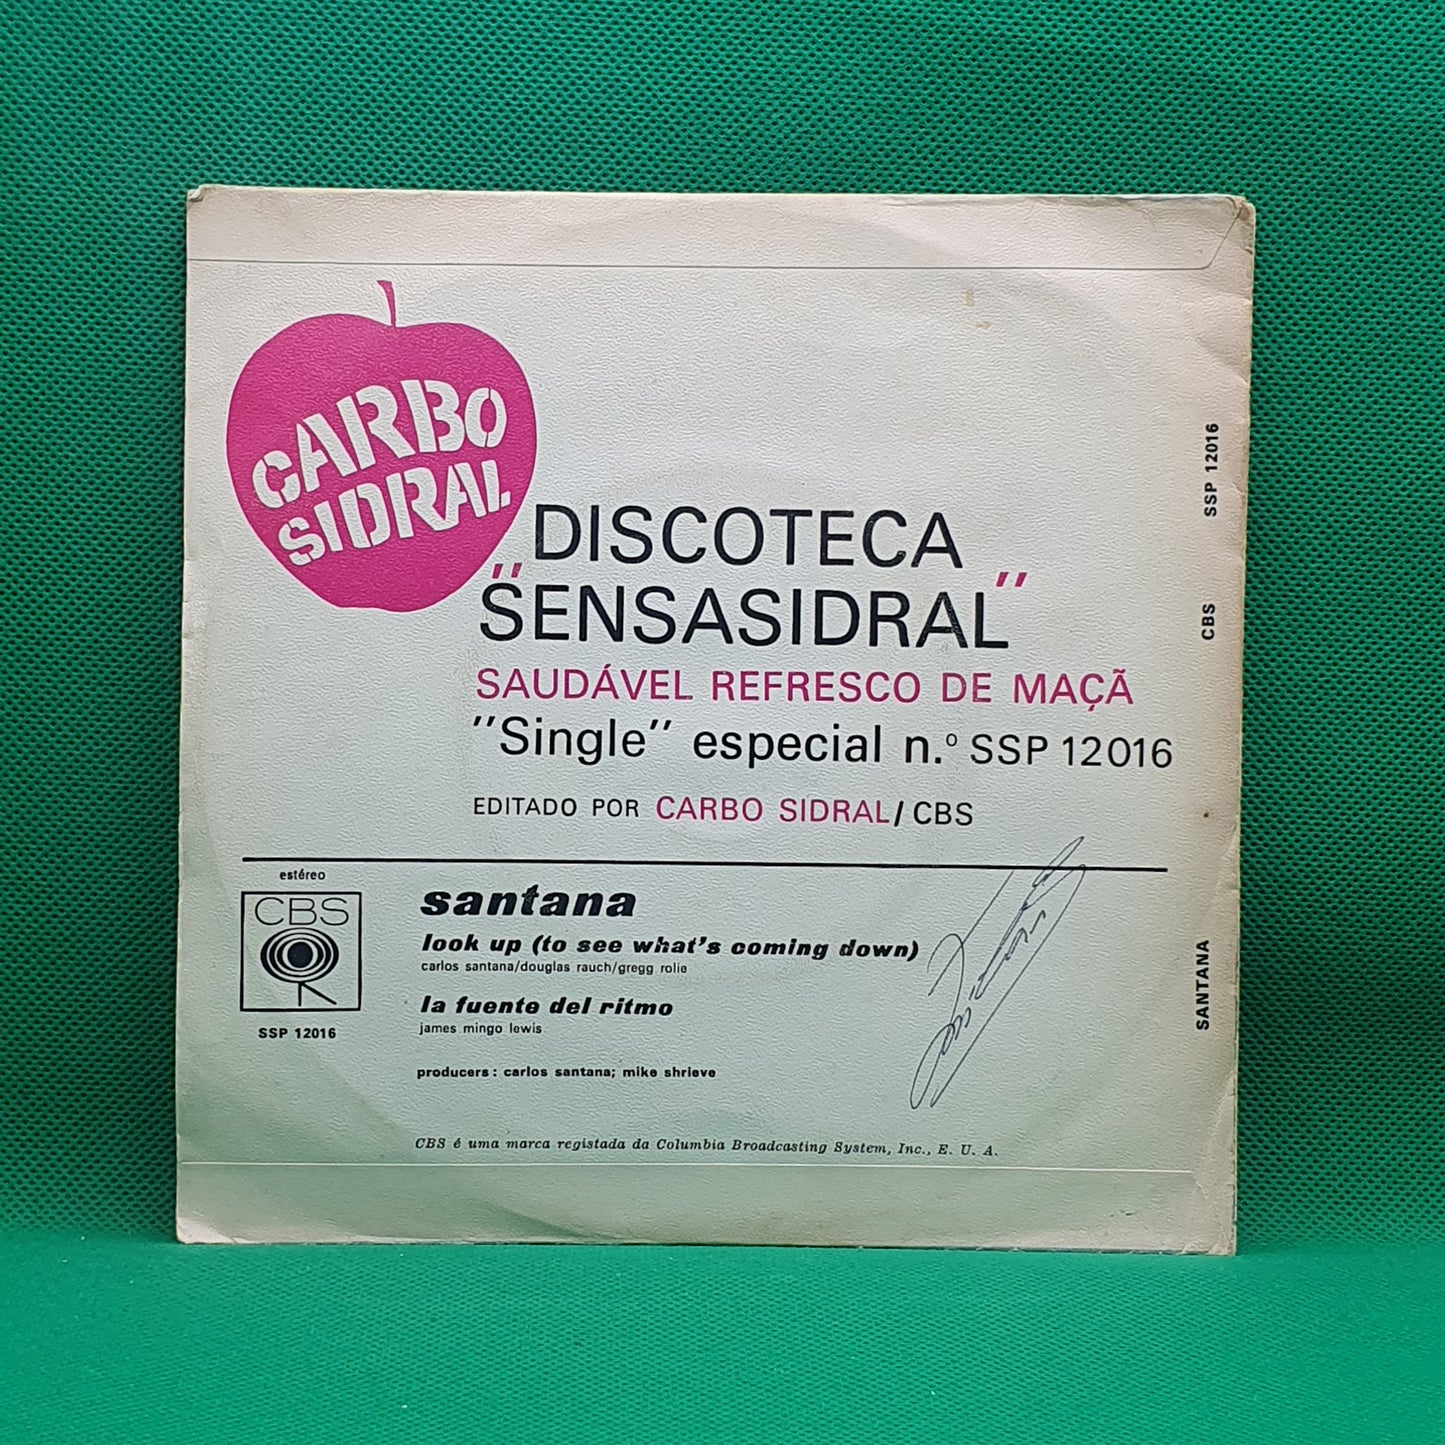 CARBO
SIDRAL
DISCOTECA
"SENSASIDRAL"
SAUDÁVEL REFRESCO DE MAÇÃ
"Single" especial n.º SSP 12016
EDITADO POR CARBO SIDRAL/CBS
estéreo
CBS
SSP 12016
santana
look up (to see what's coming down)
carlos santana/douglas rauch/gregg rolie
la fuente del ritmo
james mingo lewis
producers: carlos santana; mike shrieve
CBS é uma marca registada da Columbia Broadcasting System, Inc., E. U. A.
SANTANA CBS SSP 12016